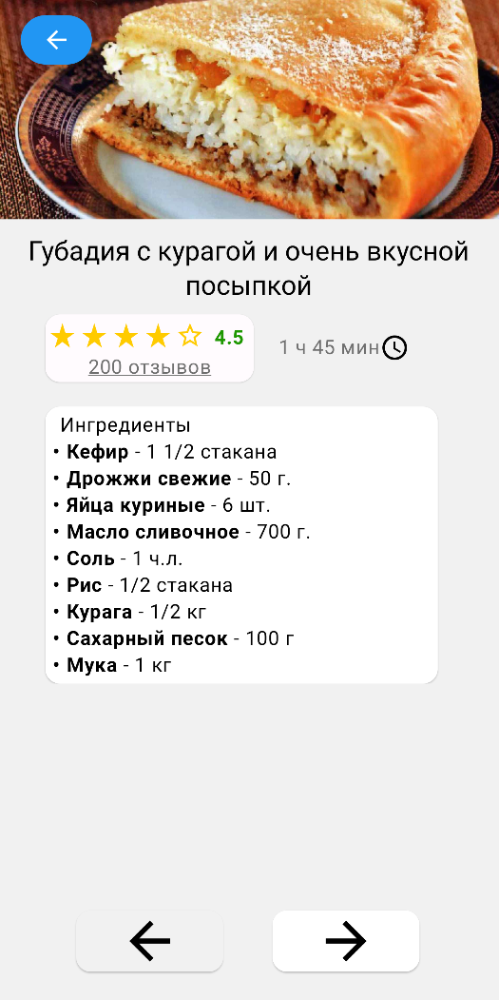 Губадия с курагой и очень вкусной
посыпкой
4.5
200 отзывов
1 ч 45 мин
Ингредиенты
• Кефир - 1 1/2 стакана
• Дрожжи свежие - 50 г.
• Яйца куриные - 6 шт.
• Масло сливочное - 700 г.
• Соль - 1 ч.л.
• Рис - 1/2 стакана
• Курага - 1/2 кг
• Сахарный песок - 100 г
• Мука - 1 кг